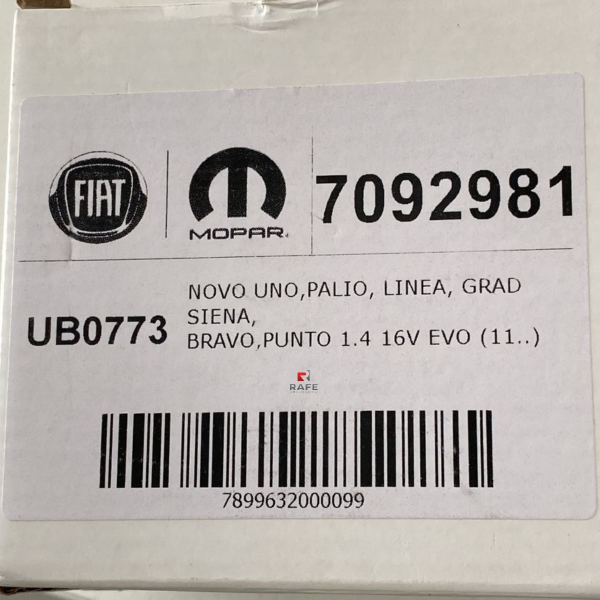 FIAT
MOPAR
7092981
UB0773
NOVO UNO,PALIO, LINEA, GRAD
SIENA,
BRAVO,PUNTO 1.4 16V EVO (11..)
RAFE
7899632000099